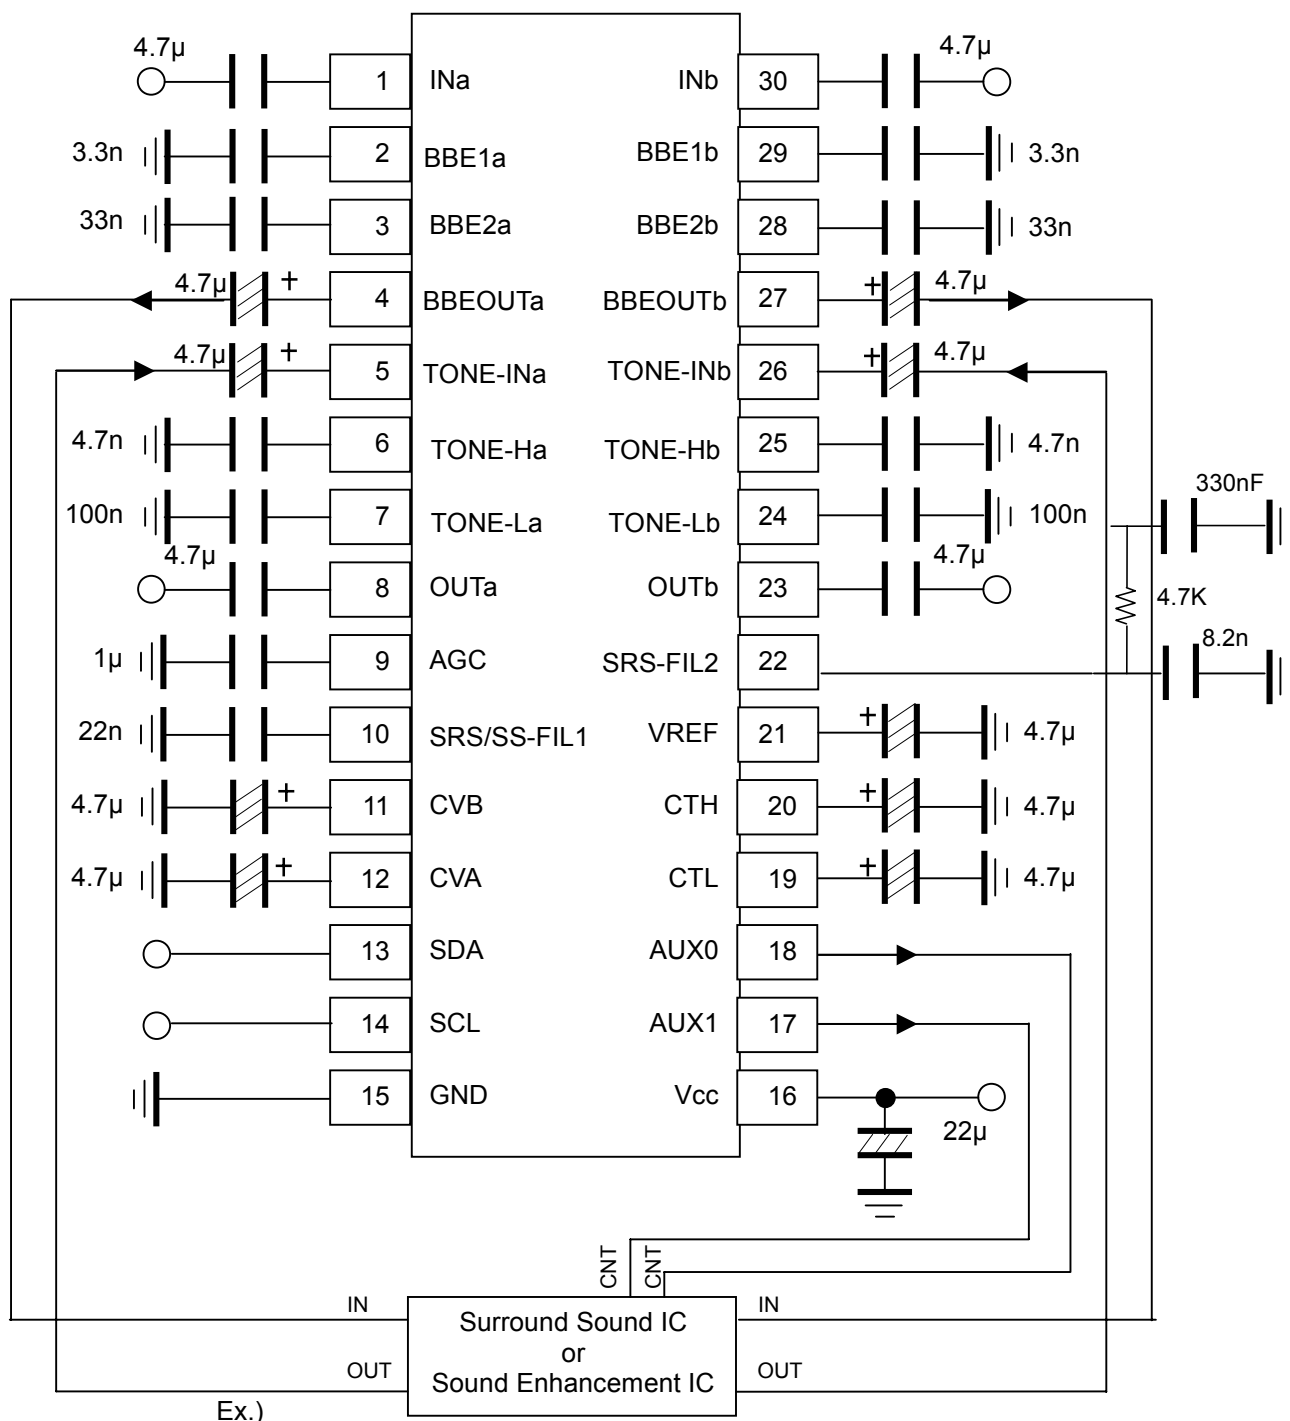 4.7μ 1 INa INb 30 4.7μ
3.3n 2 BBE1a BBE1b 29 3.3n
33n 3 BBE2a BBE2b 28 33n
4.7μ + 4 BBEOUTa BBEOUTb 27 + 4.7μ
4.7μ + 5 TONE-INa TONE-INb 26 + 4.7μ
4.7n 6 TONE-Ha TONE-Hb 25 4.7n
330nF
100n 7 TONE-La TONE-Lb 24 100n
4.7μ 8 OUTa OUTb 23 4.7μ
4.7K
1μ 9 AGC SRS-FIL2 22 8.2n
22n 10 SRS/SS-FIL1 VREF 21 + 4.7μ
4.7μ + 11 CVB CTH 20 + 4.7μ
4.7μ + 12 CVA CTL 19 + 4.7μ
13 SDA AUX0 18
14 SCL AUX1 17
15 GND Vcc 16
22μ
CNT CNT
IN Surround Sound IC IN
or
OUT Sound Enhancement IC OUT
Ex.)